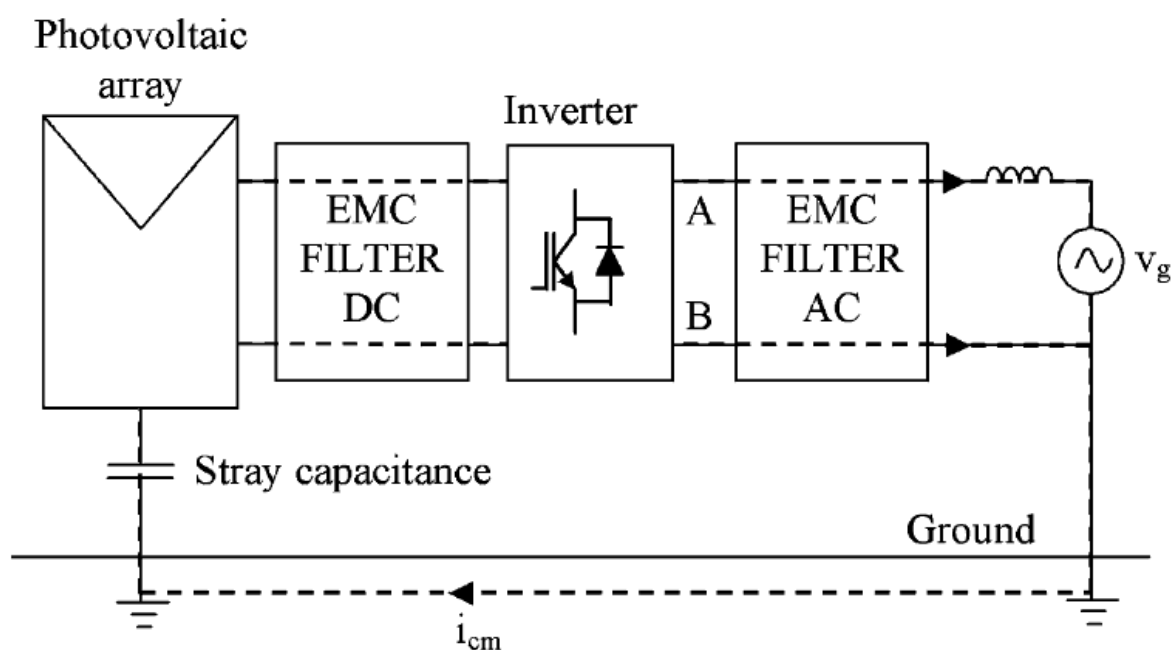 Photovoltaic
array
Inverter
EMC
FILTER
DC
A
B
EMC
FILTER
AC
v_g
Stray capacitance
Ground
i_cm